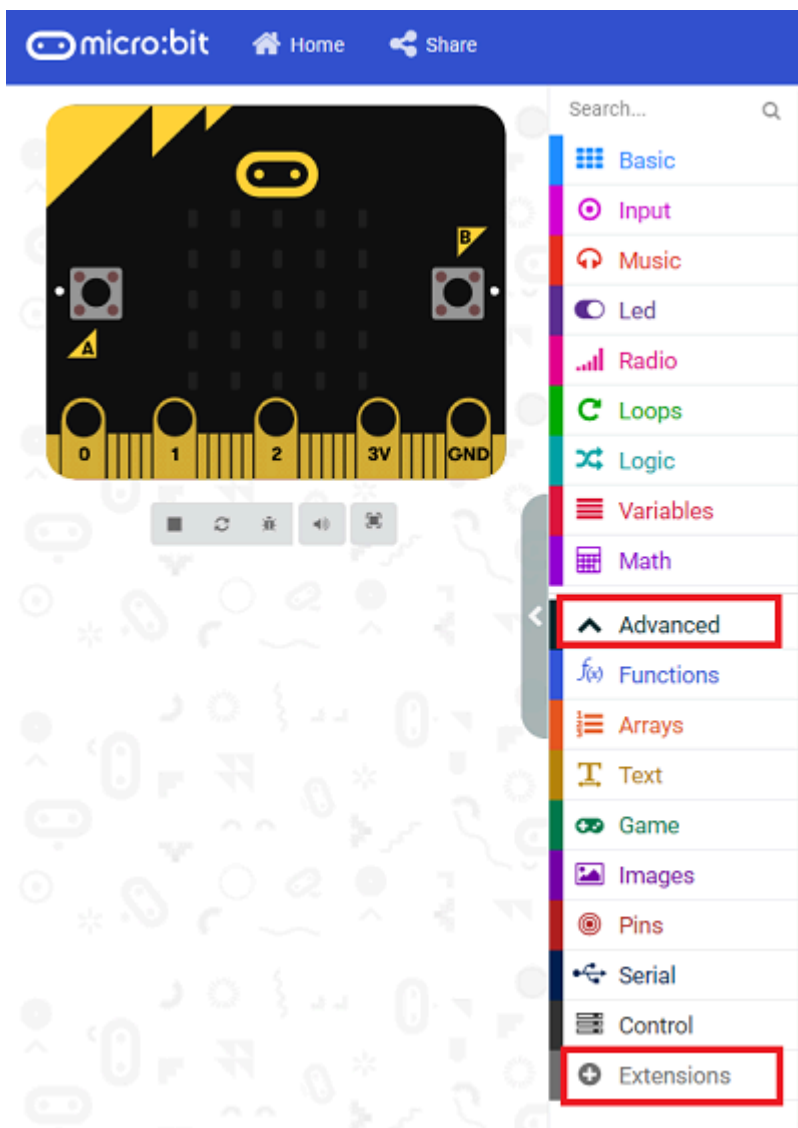 micro:bit Home Share
Search...
Basic
Input
B
Music
Led
A
Radio
Loops
0 1 2 3V GND
Logic
Variables
Math
Advanced
f(x) Functions
Arrays
T Text
Game
Images
Pins
Serial
Control
Extensions